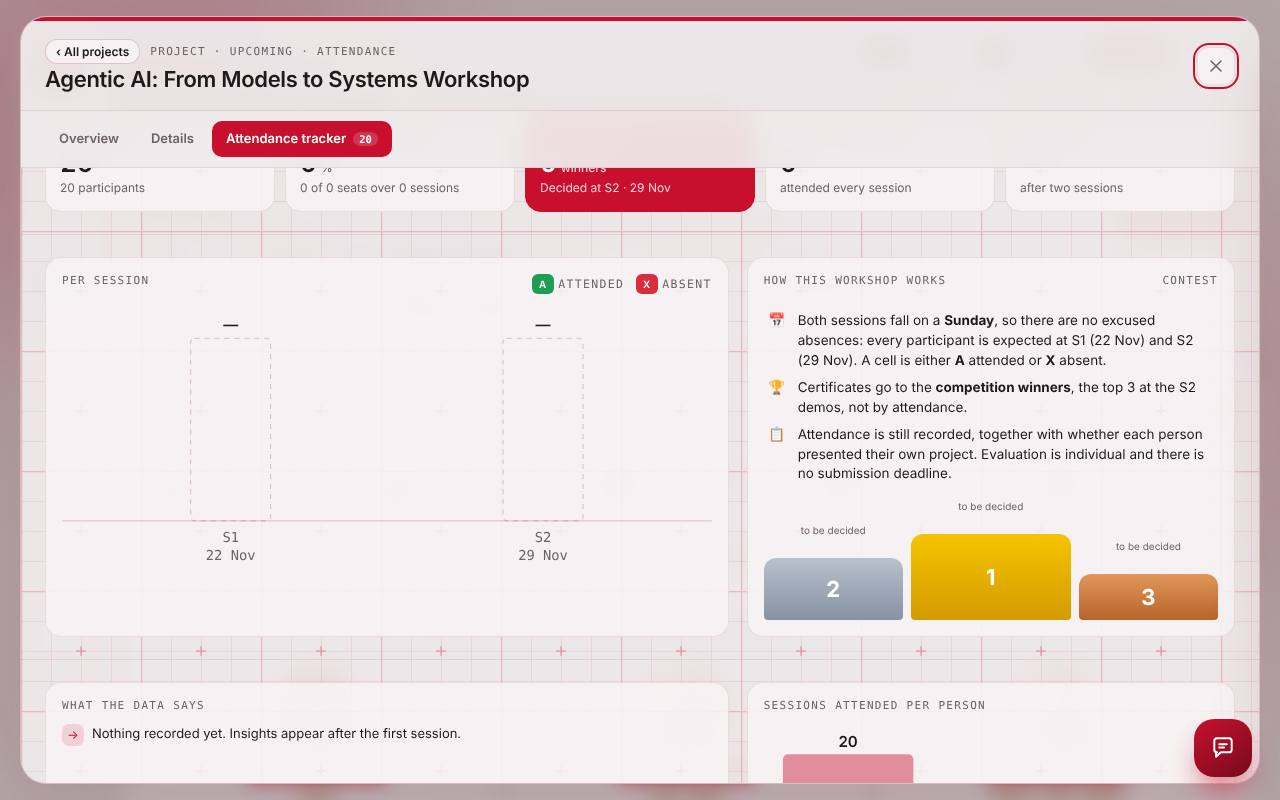 ‹ All projects
PROJECT · UPCOMING · ATTENDANCE
Agentic AI: From Models to Systems Workshop
Overview
Details
Attendance tracker 20
20 participants
%
0 of 0 seats over 0 sessions
winners
Decided at S2 · 29 Nov
attended every session
after two sessions
PER SESSION
A ATTENDED X ABSENT
—
—
S1
22 Nov
S2
29 Nov
HOW THIS WORKSHOP WORKS
CONTEST
📅 Both sessions fall on a Sunday, so there are no excused
absences: every participant is expected at S1 (22 Nov) and S2
(29 Nov). A cell is either A attended or X absent.
🏆 Certificates go to the competition winners, the top 3 at the S2
demos, not by attendance.
📋 Attendance is still recorded, together with whether each person
presented their own project. Evaluation is individual and there is
no submission deadline.
to be decided
to be decided
to be decided
2
1
3
WHAT THE DATA SAYS
→ Nothing recorded yet. Insights appear after the first session.
SESSIONS ATTENDED PER PERSON
20